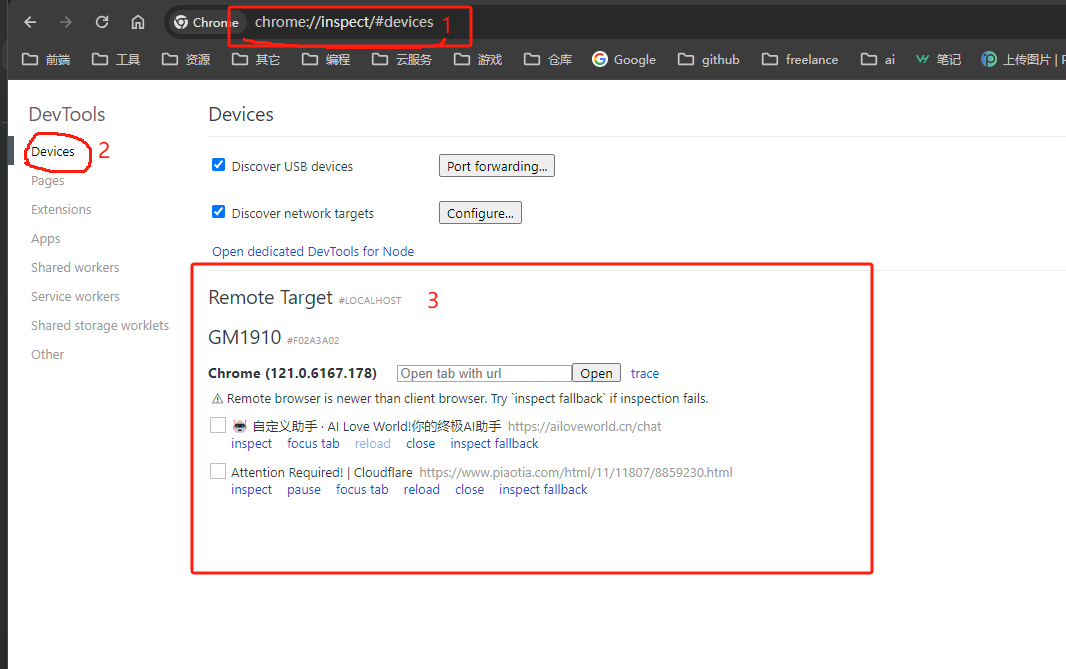 Chrome chrome://inspect/#devices 1
前端 工具 资源 其它 编程 云服务 游戏 仓库 Google github freelance ai 笔记 上传图片 |
DevTools
Devices 2
Pages
Extensions
Apps
Shared workers
Service workers
Shared storage worklets
Other
Devices
Discover USB devices Port forwarding...
Discover network targets Configure...
Open dedicated DevTools for Node
Remote Target #LOCALHOST 3
GM1910 #F02A3A02
Chrome (121.0.6167.178) Open tab with url Open trace
⚠ Remote browser is newer than client browser. Try `inspect fallback` if inspection fails.
自定义助手 · AI Love World!你的终极AI助手 https://ailoveworld.cn/chat
inspect focus tab reload close inspect fallback
Attention Required! | Cloudflare https://www.piaotia.com/html/11/11807/8859230.html
inspect pause focus tab reload close inspect fallback